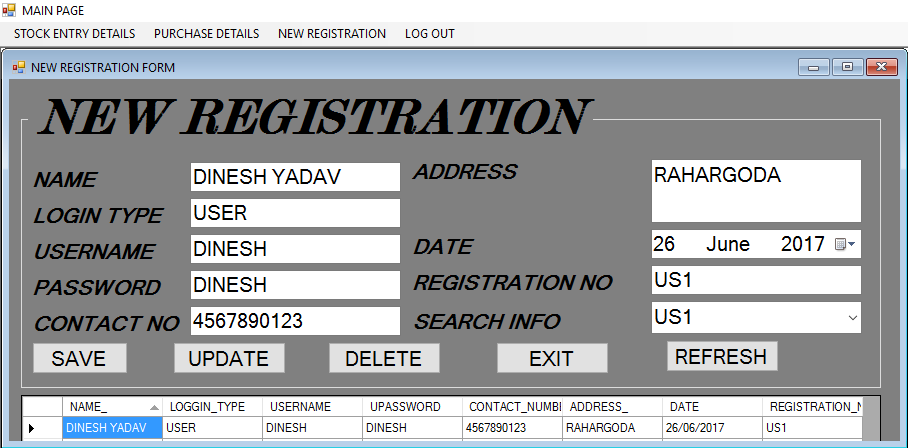 MAIN PAGE
STOCK ENTRY DETAILS PURCHASE DETAILS NEW REGISTRATION LOG OUT
NEW REGISTRATION FORM
NEW REGISTRATION
NAME DINESH YADAV ADDRESS RAHARGODA
LOGIN TYPE USER
USERNAME DINESH DATE 26 June 2017
PASSWORD DINESH REGISTRATION NO US1
CONTACT NO 4567890123 SEARCH INFO US1
SAVE UPDATE DELETE EXIT REFRESH
NAME_ LOGGIN_TYPE USERNAME UPASSWORD CONTACT_NUMBI ADDRESS_ DATE REGISTRATION_N
DINESH YADAV USER DINESH DINESH 4567890123 RAHARGODA 26/06/2017 US1